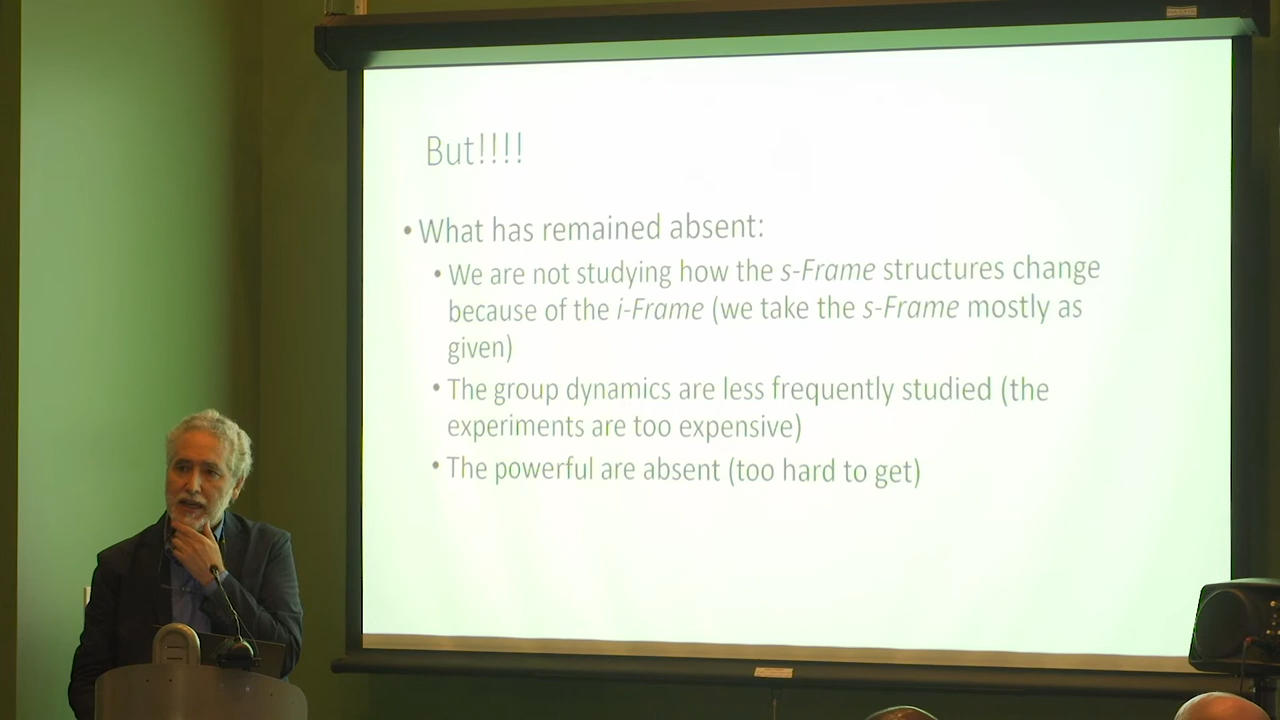 But!!!!
• What has remained absent:
• We are not studying how the s-Frame structures change
because of the i-Frame (we take the s-Frame mostly as
given)
• The group dynamics are less frequently studied (the
experiments are too expensive)
• The powerful are absent (too hard to get)